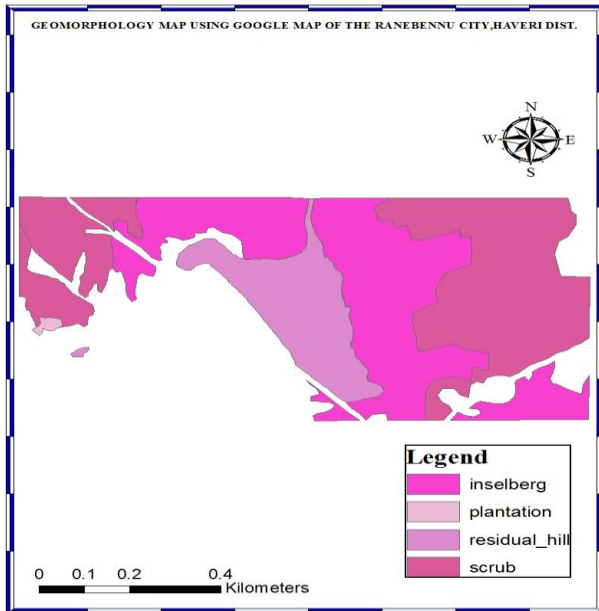 GEOMORPHOLOGY MAP USING GOOGLE MAP OF THE RANEBENNU CITY,HAVERI DIST.
N
W E
S
Legend
inselberg
plantation
residual_hill
scrub
0 0.1 0.2 0.4
Kilometers